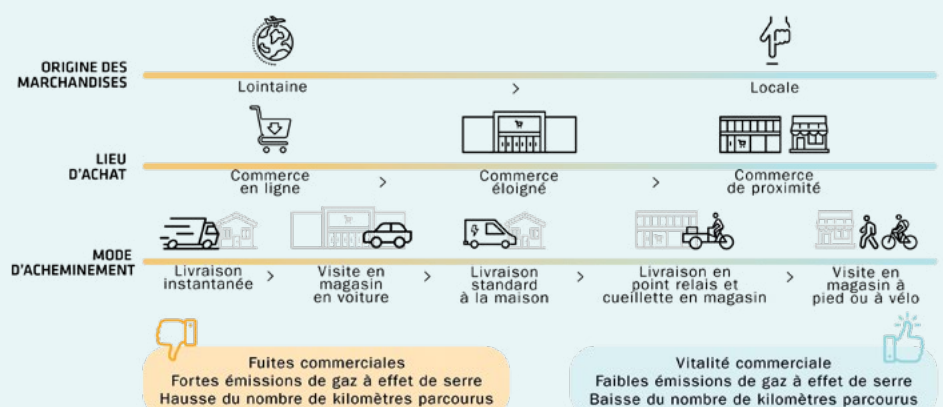 ORIGINE DES
MARCHANDISES
Lointaine
>
Locale
LIEU
D'ACHAT
Commerce
en ligne
>
Commerce
éloigné
>
Commerce
de proximité
MODE
D'ACHEMINEMENT
Livraison
instantanée
>
Visite en
magasin
en voiture
>
Livraison
standard
à la maison
>
Livraison en
point relais et
cueillette en magasin
>
Visite en
magasin à
pied ou à vélo
Fuites commerciales
Fortes émissions de gaz à effet de serre
Hausse du nombre de kilomètres parcourus
Vitalité commerciale
Faibles émissions de gaz à effet de serre
Baisse du nombre de kilomètres parcourus